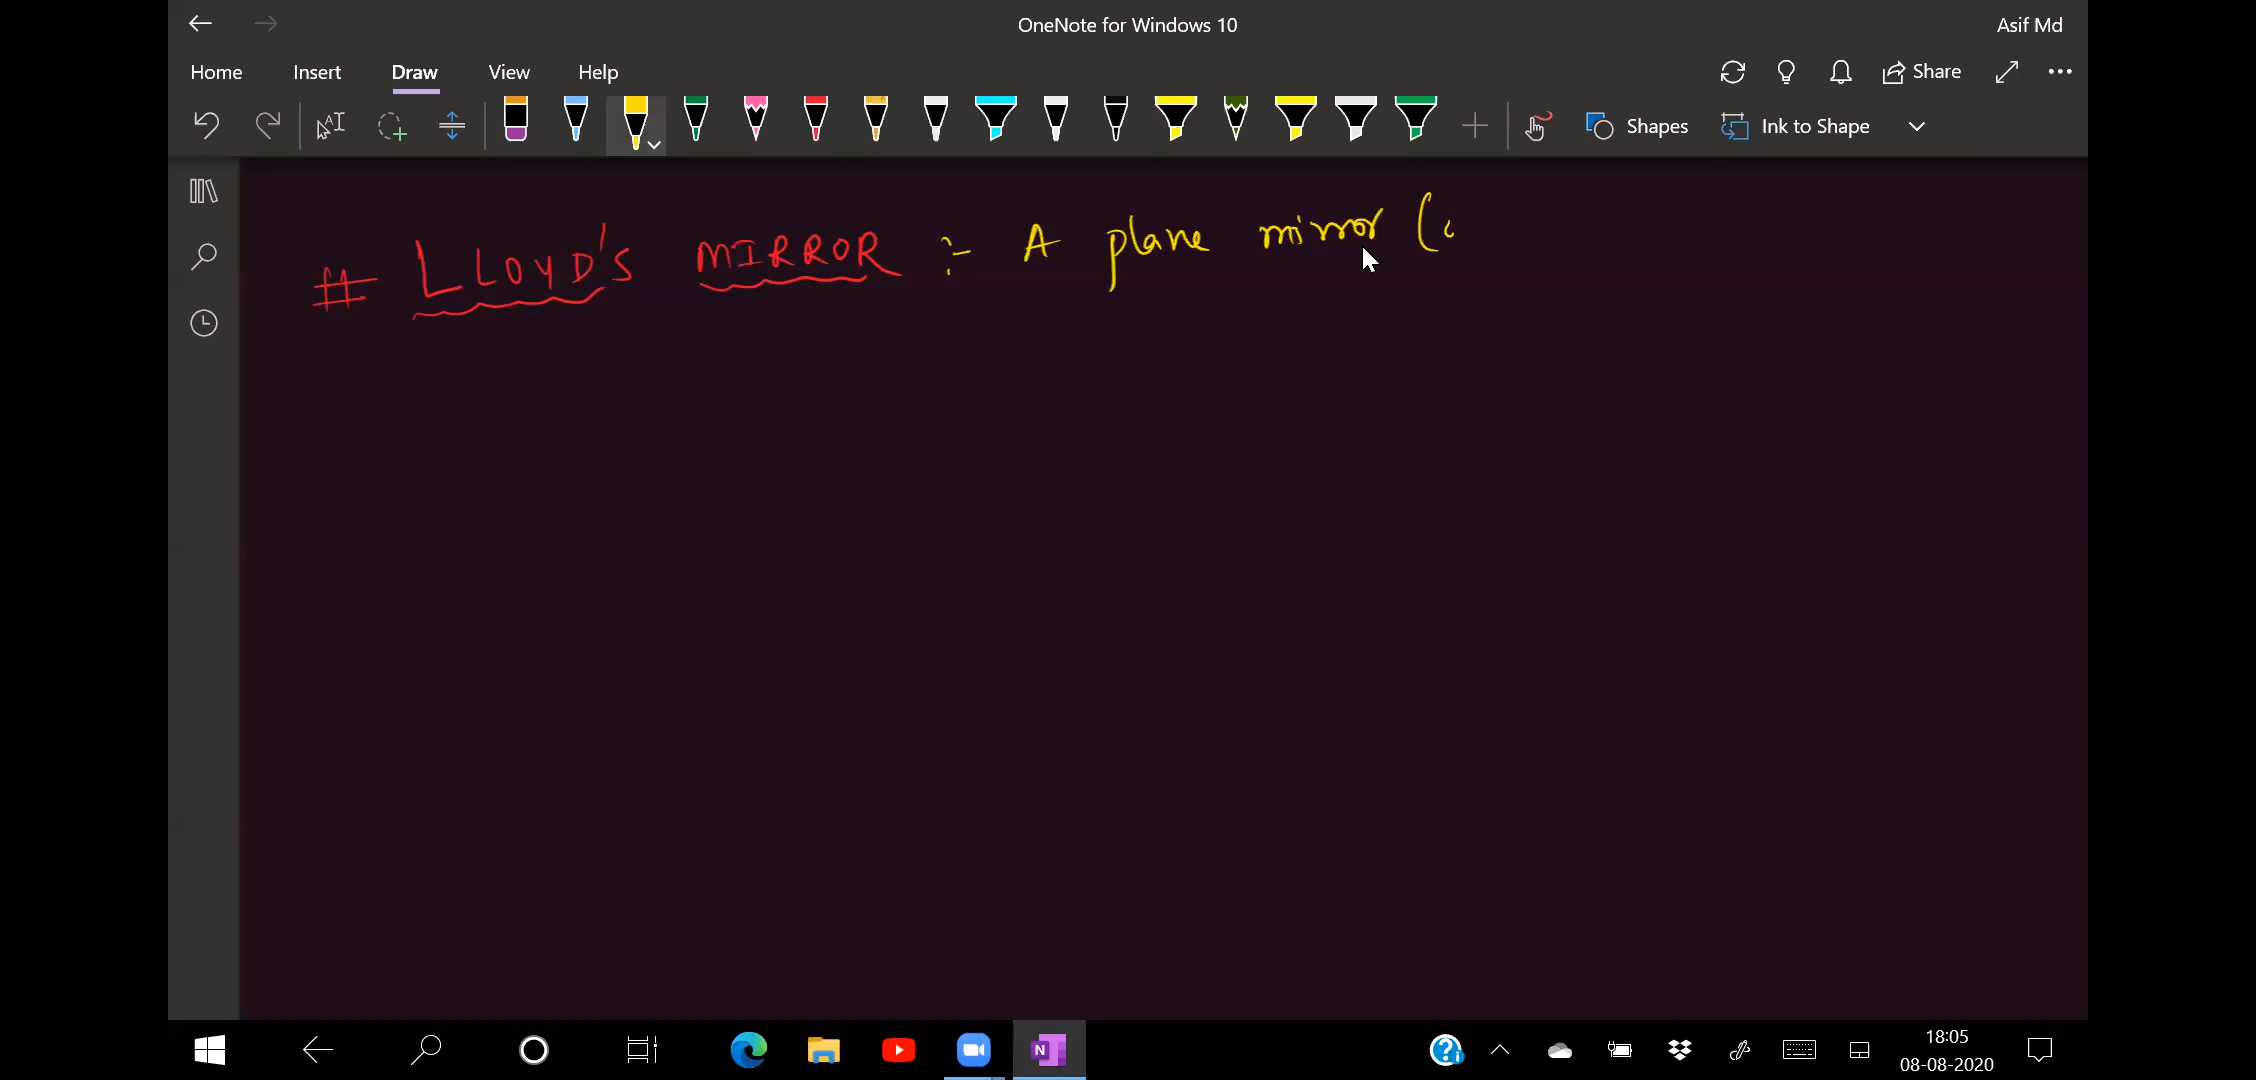 OneNote for Windows 10
Asif Md
Home Insert Draw View Help
Share
Shapes
Ink to Shape
# LLOYD'S MIRROR :- A plane mirror (
18:05
08-08-2020